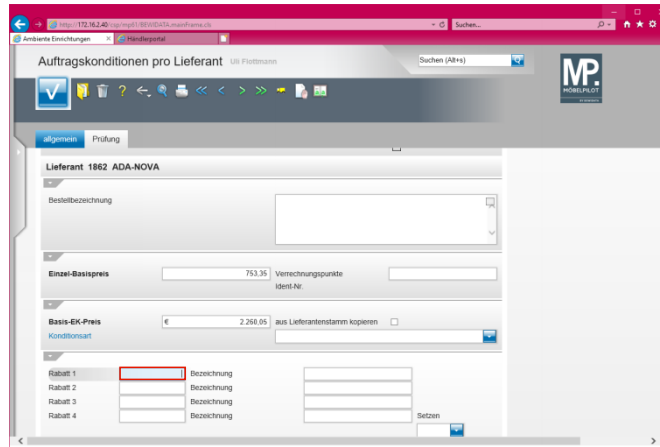 http://172.16.2.40/csp/mp61/BEWIDATA.mainframe.cls
Suchen...
Ambiente Einrichtungen
Händlerportal
Auftragskonditionen pro Lieferant Uli Flottmann
Suchen (Alt+s)
MP.
MÖBELPILOT
allgemein Prüfung
Lieferant 1862 ADA-NOVA
Bestellbezeichnung
Einzel-Basispreis 753,35 Verrechnungspunkte
Ident-Nr.
Basis-EK-Preis € 2.260,05 aus Lieferantenstamm kopieren
Konditionsart
Rabatt 1 Bezeichnung
Rabatt 2 Bezeichnung
Rabatt 3 Bezeichnung
Rabatt 4 Bezeichnung Setzen